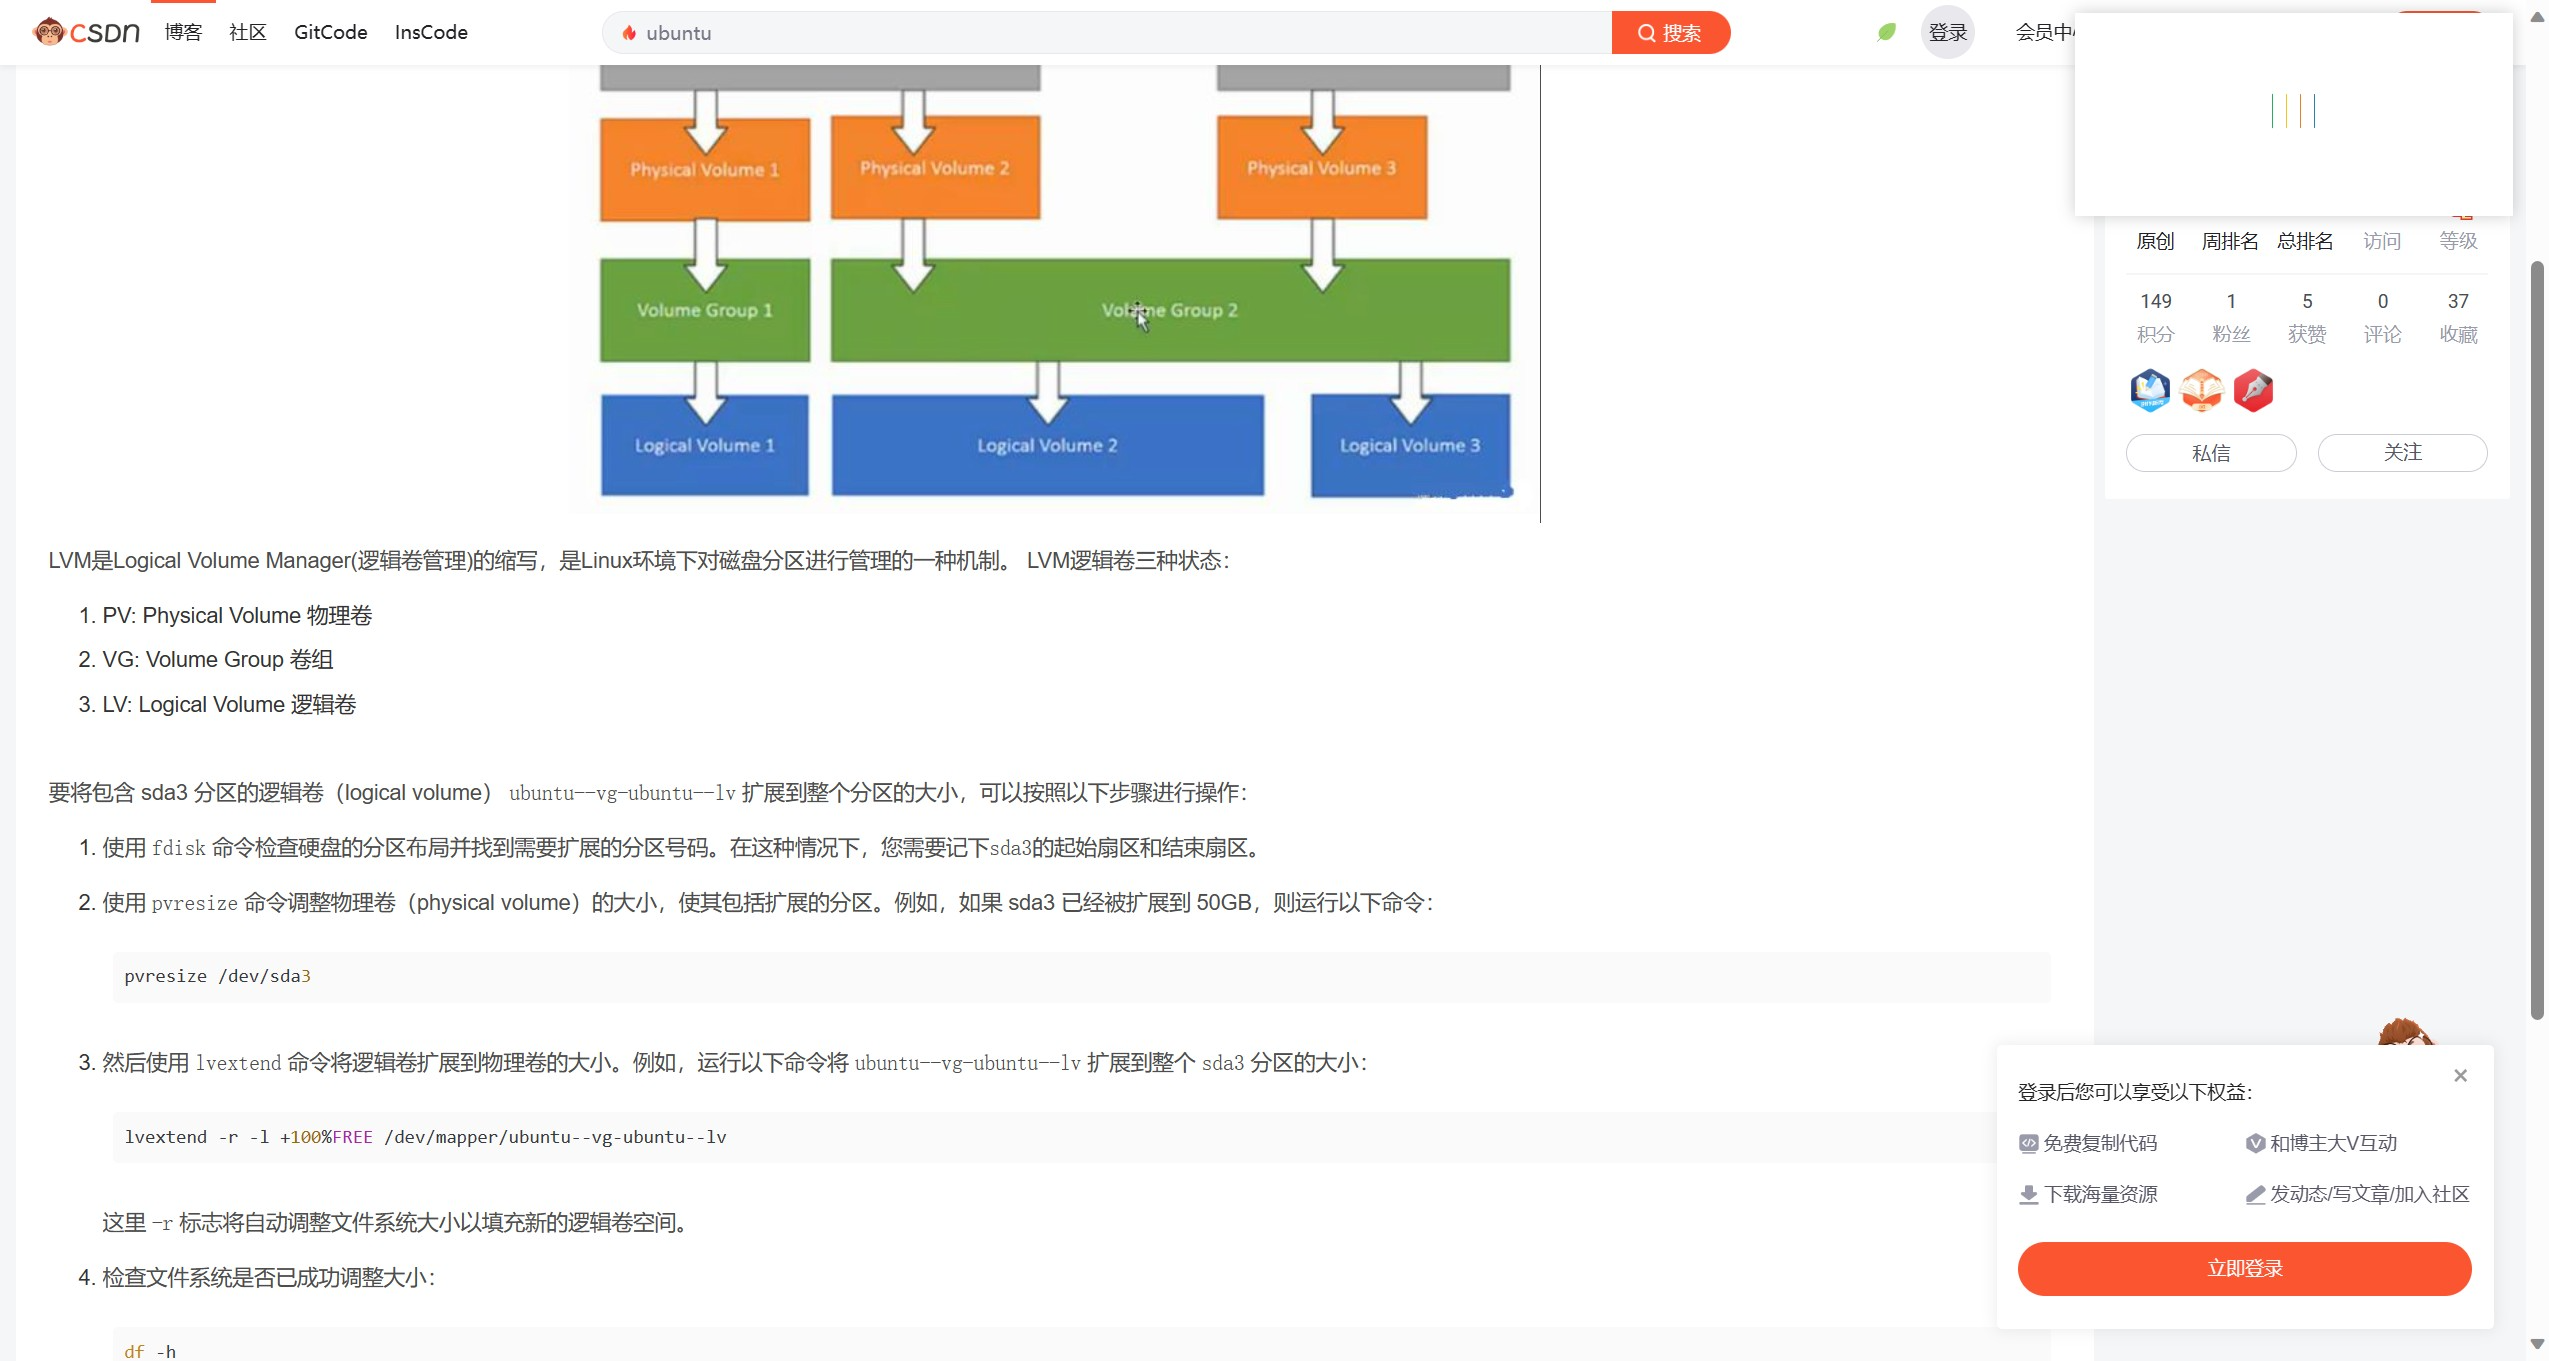 CSDN 博客 社区 GitCode InsCode ubuntu 搜索 登录 会员中
Physical Volume 1 Physical Volume 2 Physical Volume 3
Volume Group 1 Volume Group 2
Logical Volume 1 Logical Volume 2 Logical Volume 3
LVM是Logical Volume Manager(逻辑卷管理)的缩写，是Linux环境下对磁盘分区进行管理的一种机制。 LVM逻辑卷三种状态：
1. PV: Physical Volume 物理卷
2. VG: Volume Group 卷组
3. LV: Logical Volume 逻辑卷
要将包含 sda3 分区的逻辑卷（logical volume） ubuntu--vg-ubuntu--lv 扩展到整个分区的大小，可以按照以下步骤进行操作：
1. 使用 fdisk 命令检查硬盘的分区布局并找到需要扩展的分区号码。在这种情况下，您需要记下sda3的起始扇区和结束扇区。
2. 使用 pvresize 命令调整物理卷（physical volume）的大小，使其包括扩展的分区。例如，如果 sda3 已经被扩展到 50GB，则运行以下命令：
pvresize /dev/sda3
3. 然后使用 lvextend 命令将逻辑卷扩展到物理卷的大小。例如，运行以下命令将 ubuntu--vg-ubuntu--lv 扩展到整个 sda3 分区的大小：
lvextend -r -l +100%FREE /dev/mapper/ubuntu--vg-ubuntu--lv
这里 -r 标志将自动调整文件系统大小以填充新的逻辑卷空间。
4. 检查文件系统是否已成功调整大小：
df -h
原创 周排名 总排名 访问 等级
149 1 5 0 37
积分 粉丝 获赞 评论 收藏
私信 关注
登录后您可以享受以下权益：
免费复制代码 和博主大V互动
下载海量资源 发动态/写文章/加入社区
立即登录